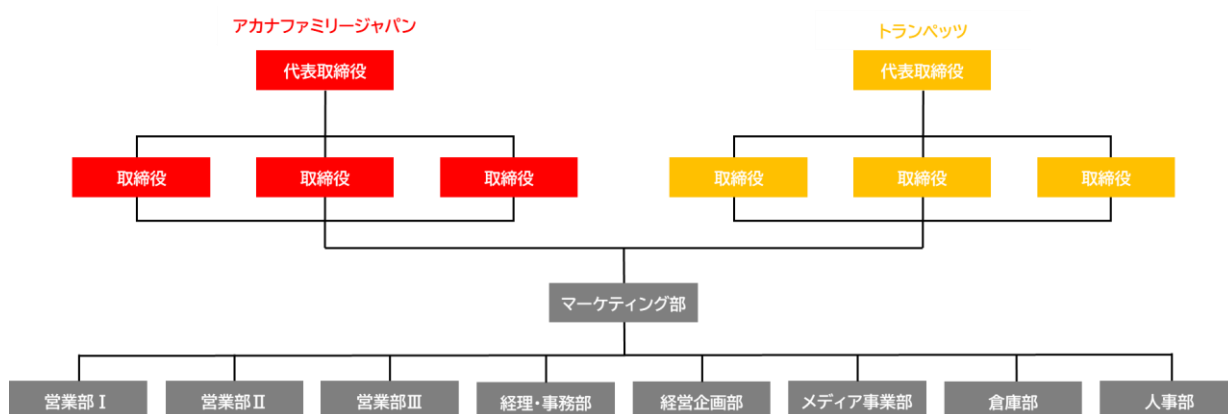 アカナファミリージャパン
トランペッツ
代表取締役
代表取締役
取締役
取締役
取締役
取締役
取締役
取締役
マーケティング部
営業部Ⅰ
営業部Ⅱ
営業部Ⅲ
経理・事務部
経営企画部
メディア事業部
倉庫部
人事部